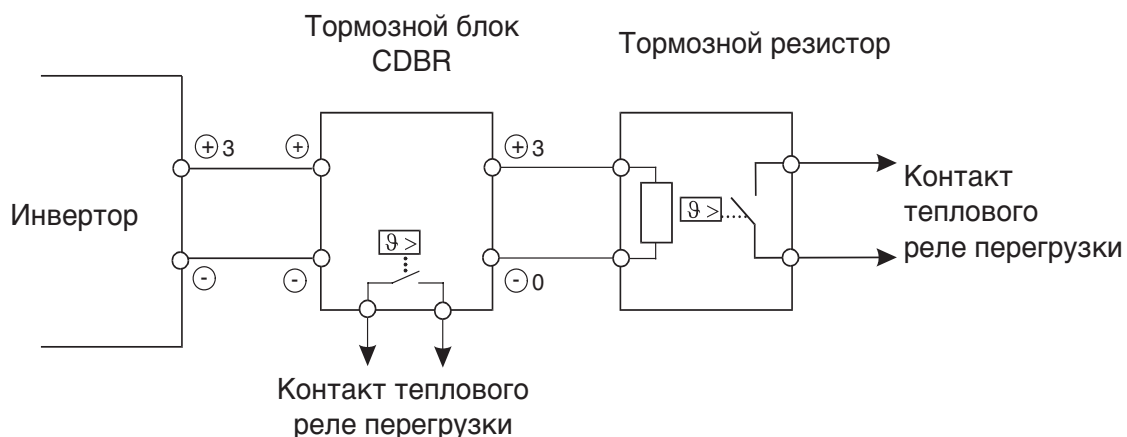 Тормозной блок
CDBR
Тормозной резистор
+3
+
+3
Инвертор
ϑ >
ϑ >
-
-
-0
Контакт
теплового
реле перегрузки
Контакт теплового
реле перегрузки